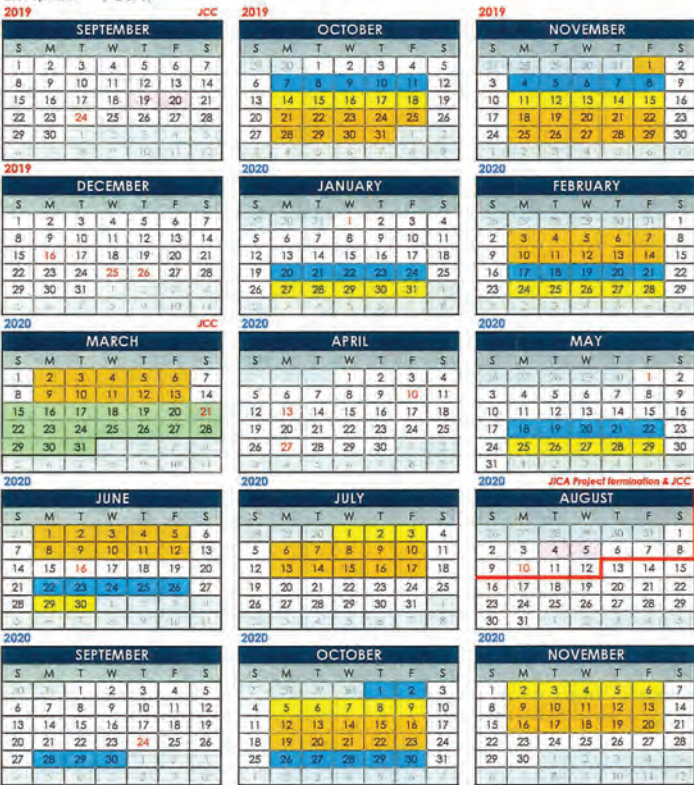 2019 JCC
SEPTEMBER
S M T W T F S
1 2 3 4 5 6 7
8 9 10 11 12 13 14
15 16 17 18 19 20 21
22 23 24 25 26 27 28
29 30
2019
OCTOBER
S M T W T F S
1 2 3 4 5
6 7 8 9 10 11 12
13 14 15 16 17 18 19
20 21 22 23 24 25 26
27 28 29 30 31
2019
NOVEMBER
S M T W T F S
1 2
3 4 5 6 7 8 9
10 11 12 13 14 15 16
17 18 19 20 21 22 23
24 25 26 27 28 29 30
2019
DECEMBER
S M T W T F S
1 2 3 4 5 6 7
8 9 10 11 12 13 14
15 16 17 18 19 20 21
22 23 24 25 26 27 28
29 30 31
2020
JANUARY
S M T W T F S
1 2 3 4
5 6 7 8 9 10 11
12 13 14 15 16 17 18
19 20 21 22 23 24 25
26 27 28 29 30 31
2020
FEBRUARY
S M T W T F S
1
2 3 4 5 6 7 8
9 10 11 12 13 14 15
16 17 18 19 20 21 22
23 24 25 26 27 28 29
2020 JCC
MARCH
S M T W T F S
1 2 3 4 5 6 7
8 9 10 11 12 13 14
15 16 17 18 19 20 21
22 23 24 25 26 27 28
29 30 31
2020
APRIL
S M T W T F S
1 2 3 4
5 6 7 8 9 10 11
12 13 14 15 16 17 18
19 20 21 22 23 24 25
26 27 28 29 30
2020
MAY
S M T W T F S
1 2
3 4 5 6 7 8 9
10 11 12 13 14 15 16
17 18 19 20 21 22 23
24 25 26 27 28 29 30
31
2020
JUNE
S M T W T F S
1 2 3 4 5 6
7 8 9 10 11 12 13
14 15 16 17 18 19 20
21 22 23 24 25 26 27
28 29 30
2020
JULY
S M T W T F S
1 2 3 4
5 6 7 8 9 10 11
12 13 14 15 16 17 18
19 20 21 22 23 24 25
26 27 28 29 30 31
2020 JICA Project termination & JCC
AUGUST
S M T W T F S
1
2 3 4 5 6 7 8
9 10 11 12 13 14 15
16 17 18 19 20 21 22
23 24 25 26 27 28 29
30 31
2020
SEPTEMBER
S M T W T F S
1 2 3 4 5
6 7 8 9 10 11 12
13 14 15 16 17 18 19
20 21 22 23 24 25 26
27 28 29 30
2020
OCTOBER
S M T W T F S
1 2 3
4 5 6 7 8 9 10
11 12 13 14 15 16 17
18 19 20 21 22 23 24
25 26 27 28 29 30 31
2020
NOVEMBER
S M T W T F S
1 2 3 4 5 6 7
8 9 10 11 12 13 14
15 16 17 18 19 20 21
22 23 24 25 26 27 28
29 30